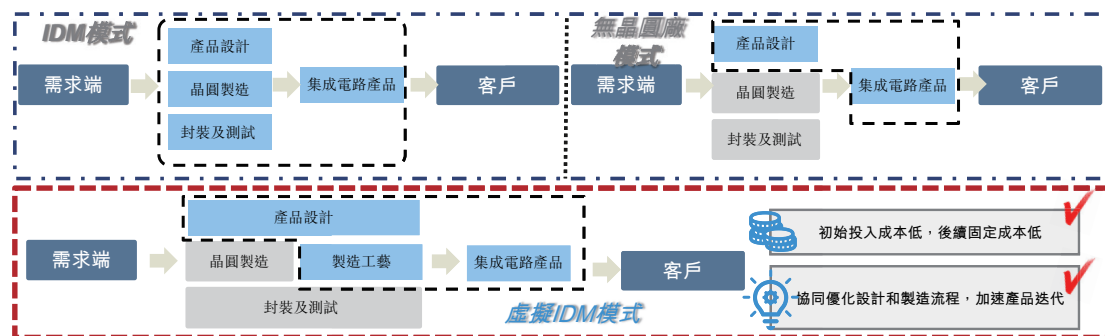 IDM模式
需求端
產品設計
晶圓製造
封裝及測試
集成電路產品
客戶
無晶圓廠
模式
需求端
產品設計
晶圓製造
封裝及測試
集成電路產品
客戶
需求端
產品設計
晶圓製造
製造工藝
封裝及測試
集成電路產品
客戶
虛擬IDM模式
初始投入成本低，後續固定成本低
協同優化設計和製造流程，加速產品迭代